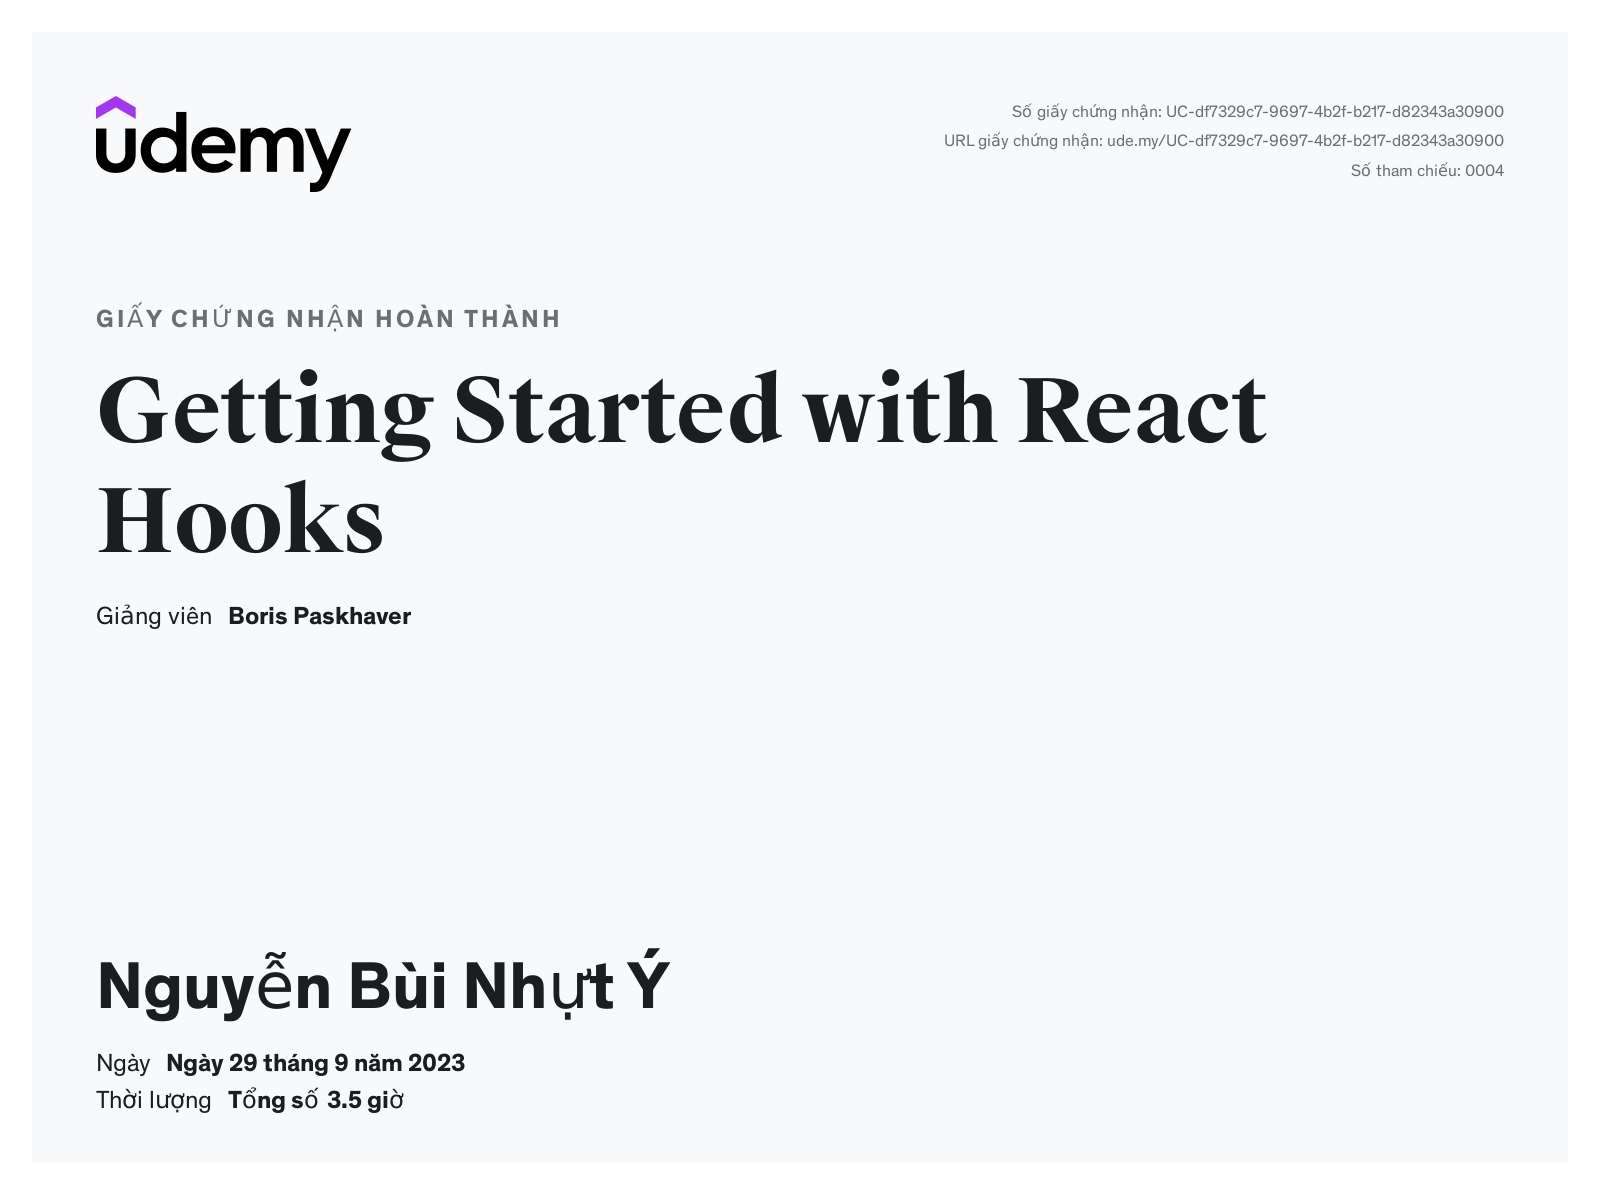 udemy
Số giấy chứng nhận: UC-df7329c7-9697-4b2f-b217-d82343a30900
URL giấy chứng nhận: ude.my/UC-df7329c7-9697-4b2f-b217-d82343a30900
Số tham chiếu: 0004
GIẤY CHỨNG NHẬN HOÀN THÀNH
Getting Started with React
Hooks
Giảng viên Boris Paskhaver
Nguyễn Bùi Nhựt Ý
Ngày Ngày 29 tháng 9 năm 2023
Thời lượng Tổng số 3.5 giờ